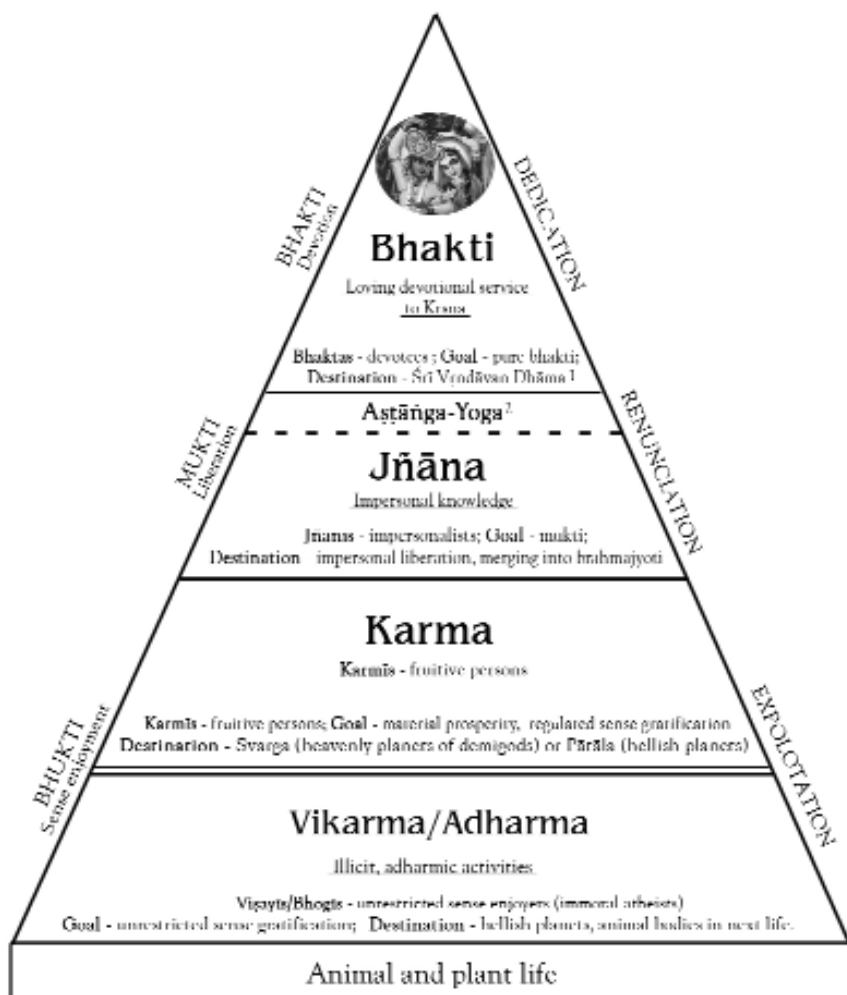 BHAKTI
Devotion
DEDICATION
Bhakti
Loving devotional service
to Krsna
Bhaktas - devotees ; Goal - pure bhakti;
Destination - Śrī Vṛndāvan Dhāma 1
MUKTI
Liberation
RENUNCIATION
Aṣṭāṅga-Yoga 2
Jñāna
Impersonal knowledge
Jñanis - impersonalists; Goal - mukti;
Destination impersonal liberation, merging into brahmajyoti
BHUKTI
Sense enjoyment
EXPOLOTATION
Karma
Karmīs - fruitive persons
Karmīs - fruitive persons; Goal - material prosperity, regulated sense gratification
Destination - Svarga (heavenly planets of demigods) or Pārāla (hellish planets)
Vikarma/Adharma
Illicit, adharmic activities
Viṣayīs/Bhogīs - unrestricted sense enjoyers (immoral atheists)
Goal - unrestricted sense gratification; Destination - hellish planets, animal bodies in next life.
Animal and plant life